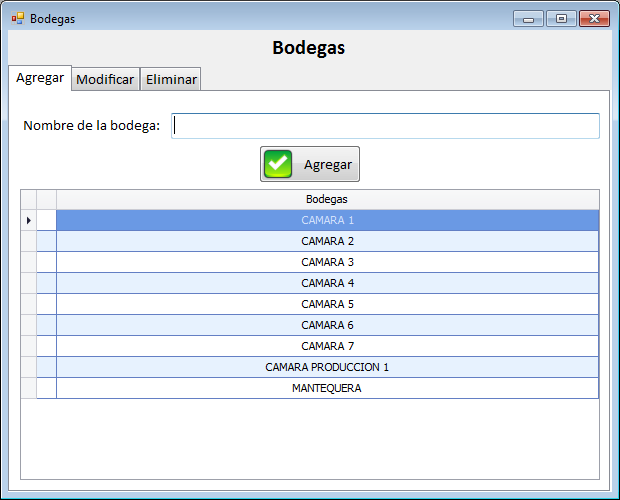 Bodegas
Bodegas
Agregar Modificar Eliminar
Nombre de la bodega:
Agregar
Bodegas
CAMARA 1
CAMARA 2
CAMARA 3
CAMARA 4
CAMARA 5
CAMARA 6
CAMARA 7
CAMARA PRODUCCION 1
MANTEQUERA